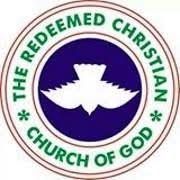 THE REDEEMED CHRISTIAN
CHURCH OF GOD